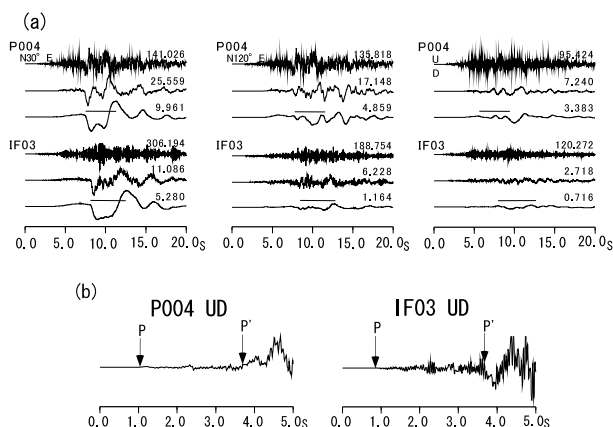 (a)
P004
N30° E
141.026
25.559
9.961
IF03
306.194
11.086
5.280
0.0 5.0 10.0 15.0 20.0s
P004
N120° E
135.818
17.148
4.859
IF03
188.754
6.228
1.164
0.0 5.0 10.0 15.0 20.0s
P004
U
D
95.424
7.240
3.383
IF03
120.272
2.718
0.716
0.0 5.0 10.0 15.0 20.0s
(b)
P004 UD
P P'
0.0 1.0 2.0 3.0 4.0 5.0s
IF03 UD
P P'
0.0 1.0 2.0 3.0 4.0 5.0s